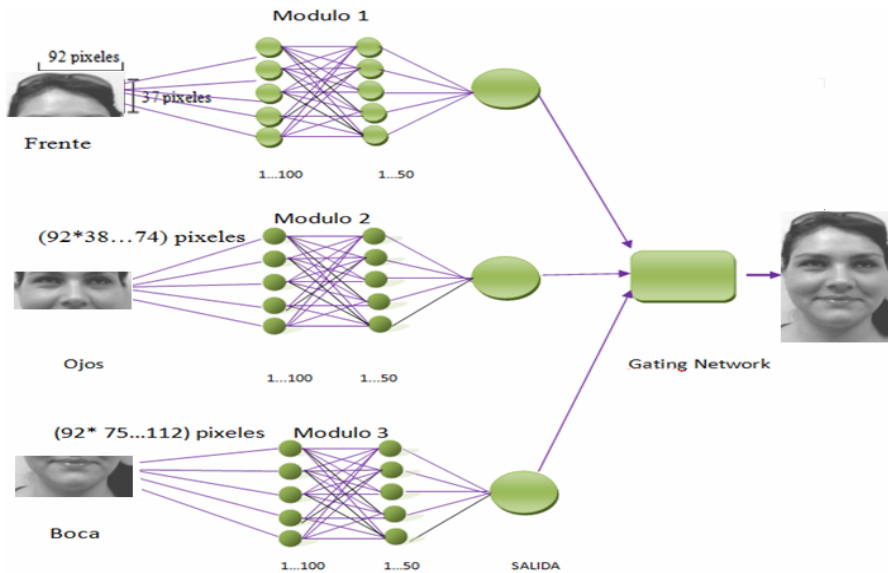 Modulo 1
92 pixeles
37 pixeles
Frente
1...100
1...50
Modulo 2
(92*38...74) pixeles
Ojos
1...100
1...50
Gating Network
(92* 75...112) pixeles
Modulo 3
Boca
1...100
1...50
SALIDA